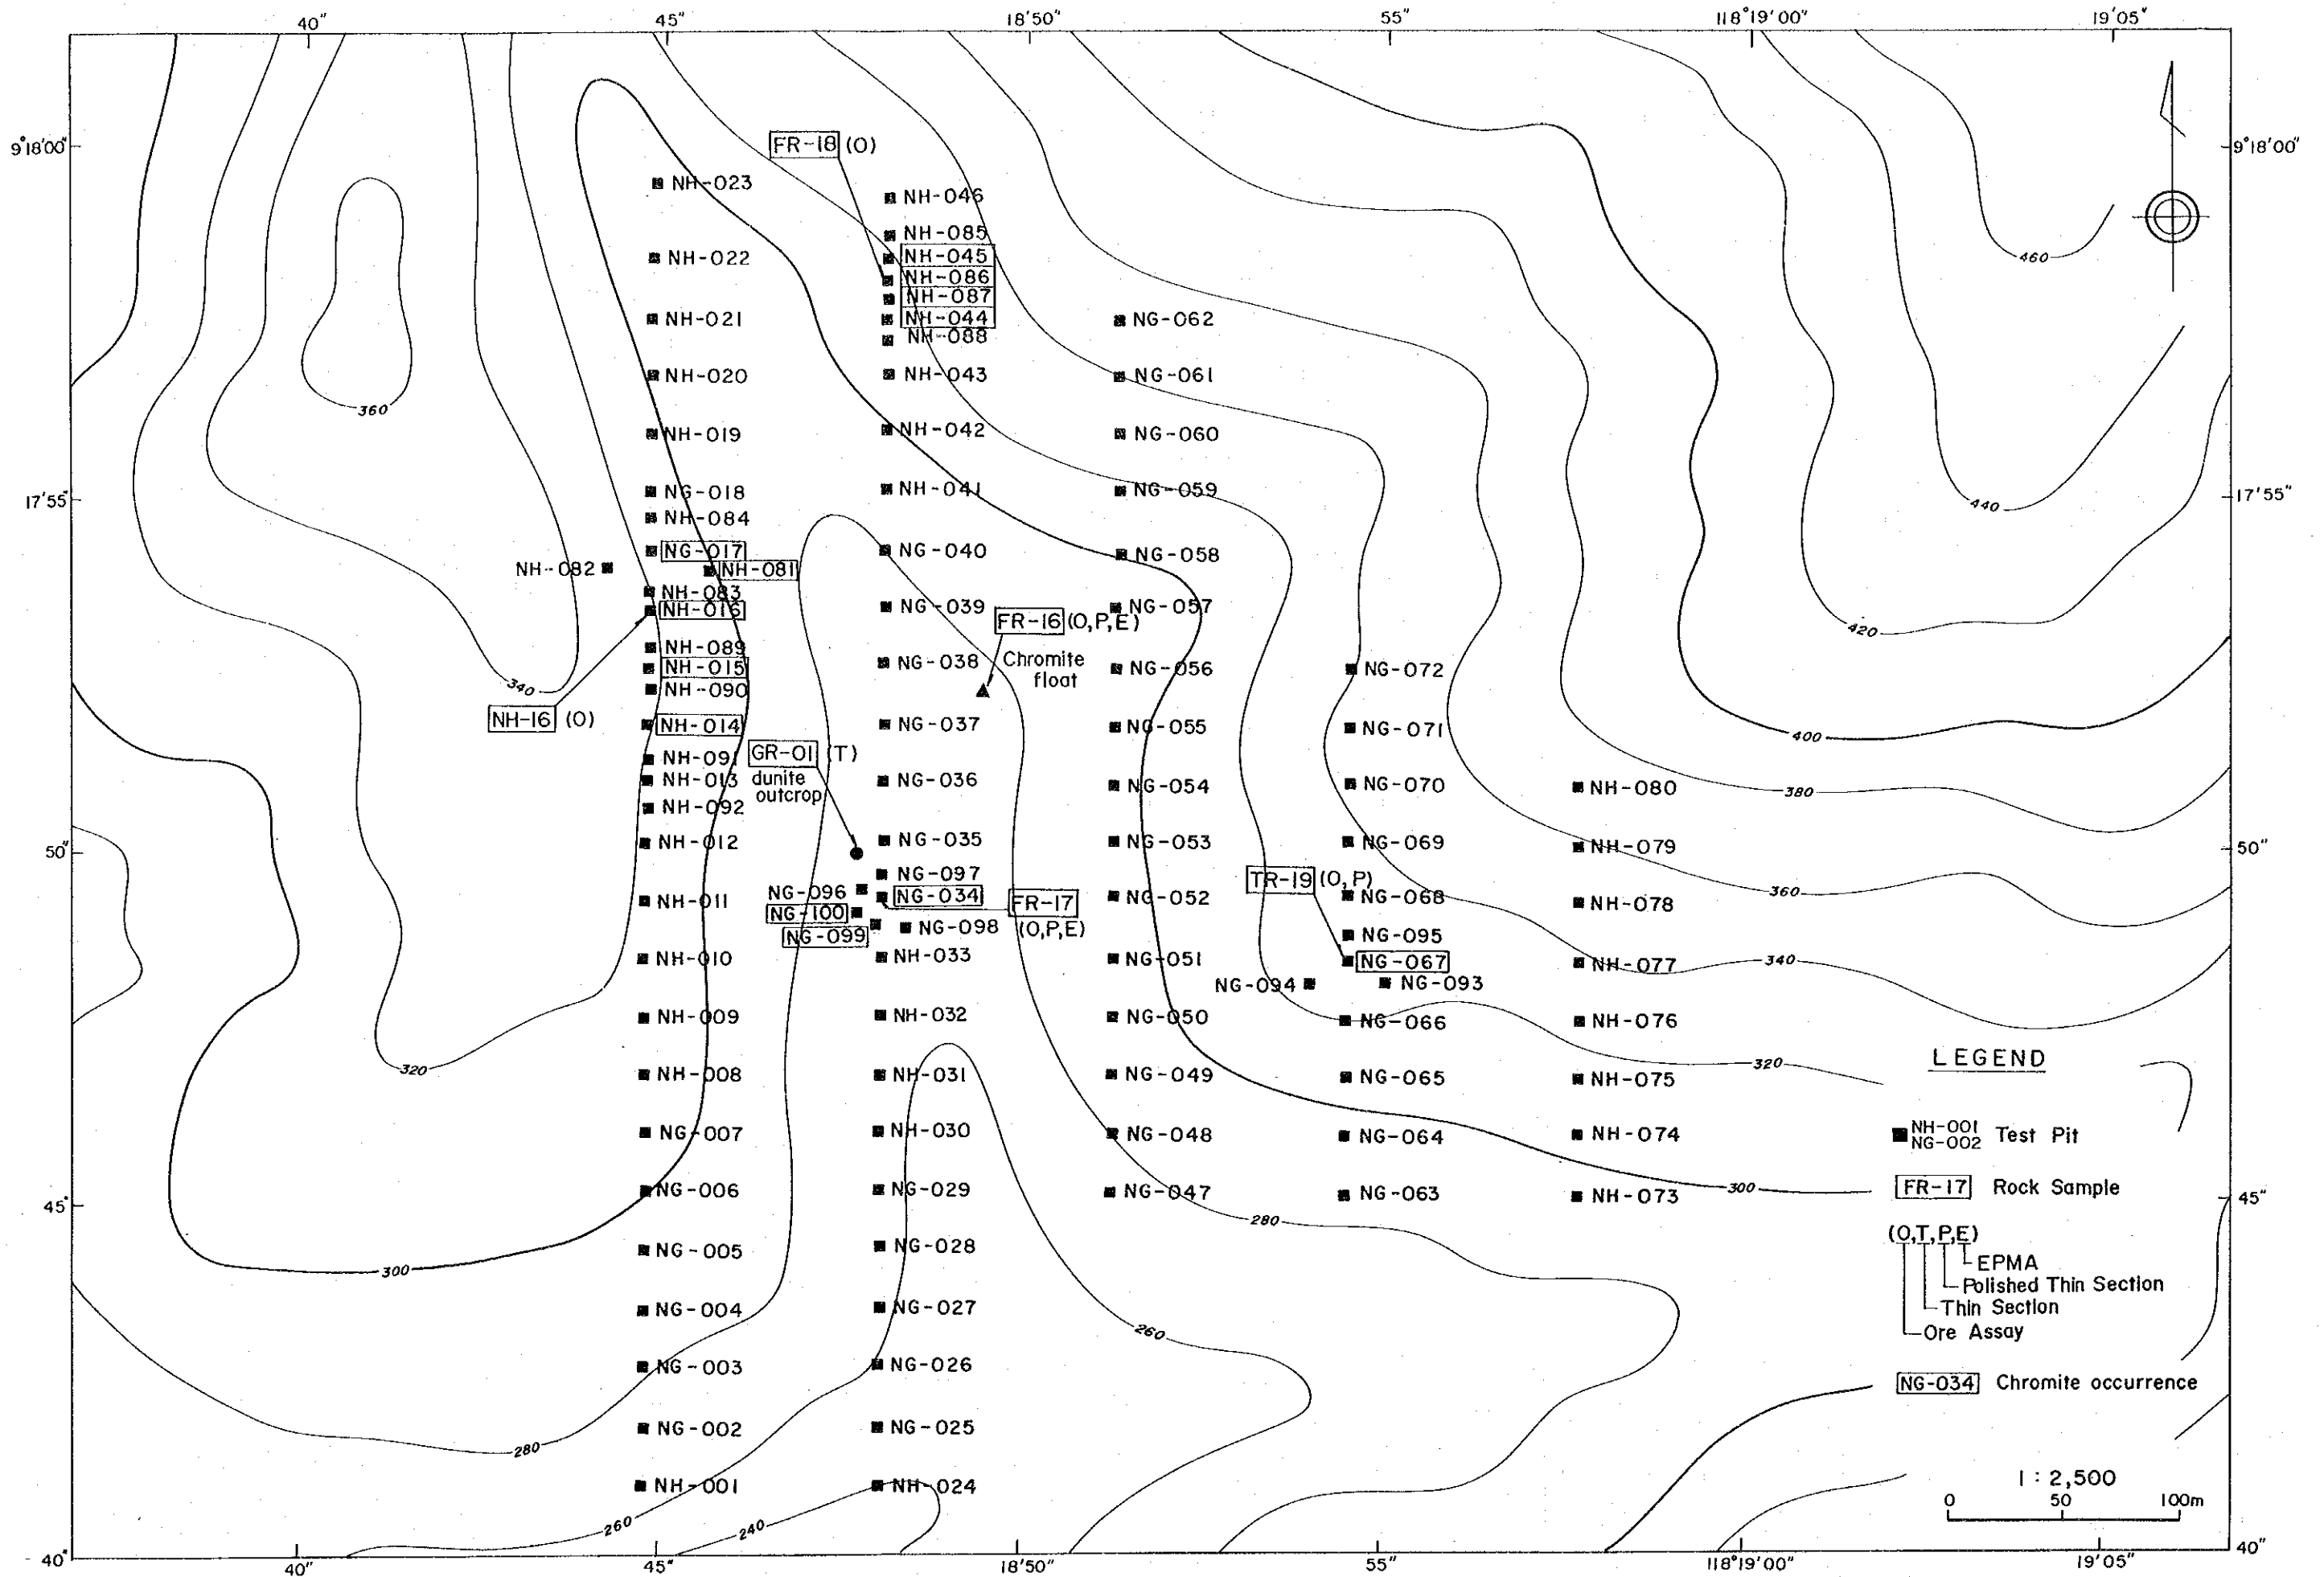 40"
45"
18'50"
55"
118°19'00"
19'05"
9°18'00"
9°18'00"
FR-18 (O)
NH-023
NH-046
NH-085
NH-022
NH-045
460
NH-086
NH-087
NH-021
NH-044
NG-062
NH-088
NH-020
NH-043
NG-061
360
NH-019
NH-042
NG-060
17'55"
NG-018
NH-041
NG-059
17'55"
440
NH-084
NG-017
NG-040
NG-058
NH-082
NH-081
NH-083
NH-016
NG-039
NG-057
FR-16 (O,P,E)
420
NH-089
NG-038
Chromite
float
NH-015
NG-056
NG-072
340
NH-090
NH-16 (O)
NH-014
NG-037
NG-055
NG-071
400
GR-01 (T)
dunite
outcrop
NH-091
NH-013
NG-036
NG-054
NG-070
NH-080
380
NH-092
50"
NH-012
NG-035
NG-053
NG-069
NH-079
50"
NG-097
TR-19 (O,P)
NG-096
NG-034
NG-052
NG-068
360
NH-011
FR-17
(O,P,E)
NH-078
NG-100
NG-099
NG-098
NG-095
NH-010
NH-033
NG-051
NG-067
NH-077
340
NG-094
NG-093
NH-009
NH-032
NG-050
NG-066
NH-076
320
320
LEGEND
NH-008
NH-031
NG-049
NG-065
NH-075
NG-007
NH-030
NG-048
NG-064
NH-074
NH-001
NG-002 Test Pit
45"
NG-006
NG-029
NG-047
NG-063
NH-073
300
FR-17 Rock Sample
45"
280
(O,T,P,E)
EPMA
Polished Thin Section
Thin Section
Ore Assay
NG-005
NG-028
300
NG-004
NG-027
260
NG-003
NG-026
NG-034 Chromite occurrence
280
NG-002
NG-025
NH-001
NH-024
1 : 2,500
0 50 100m
260
240
40"
40"
40"
45"
18'50"
55"
118°19'00"
19'05"